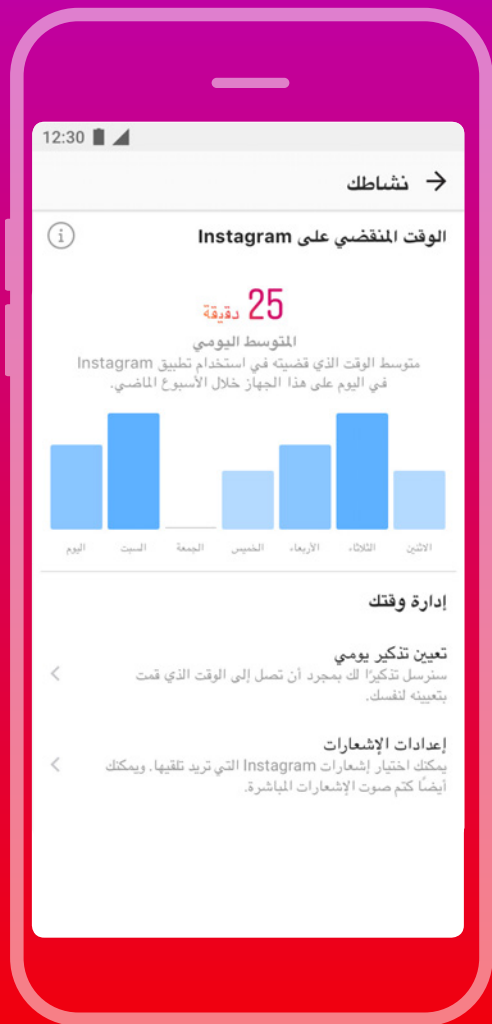 12:30
نشاطك
الوقت المنقضي على Instagram
25 دقيقة
المتوسط اليومي
متوسط الوقت الذي قضيته في استخدام تطبيق Instagram
في اليوم على هذا الجهاز خلال الأسبوع الماضي.
الاثنين الثلاثاء الأربعاء الخميس الجمعة السبت اليوم
إدارة وقتك
تعيين تذكير يومي
سنرسل تذكيرًا لك بمجرد أن تصل إلى الوقت الذي قمت
بتعيينه لنفسك.
إعدادات الإشعارات
يمكنك اختيار إشعارات Instagram التي تريد تلقيها. ويمكنك
أيضًا كتم صوت الإشعارات المباشرة.